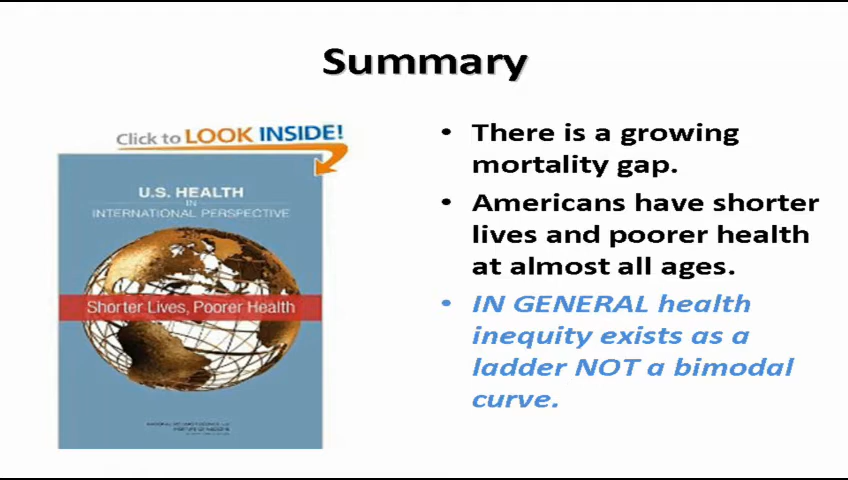 Summary
Click to LOOK INSIDE!
U.S. HEALTH
IN
INTERNATIONAL PERSPECTIVE
Shorter Lives, Poorer Health
• There is a growing
mortality gap.
• Americans have shorter
lives and poorer health
at almost all ages.
• IN GENERAL health
inequity exists as a
ladder NOT a bimodal
curve.